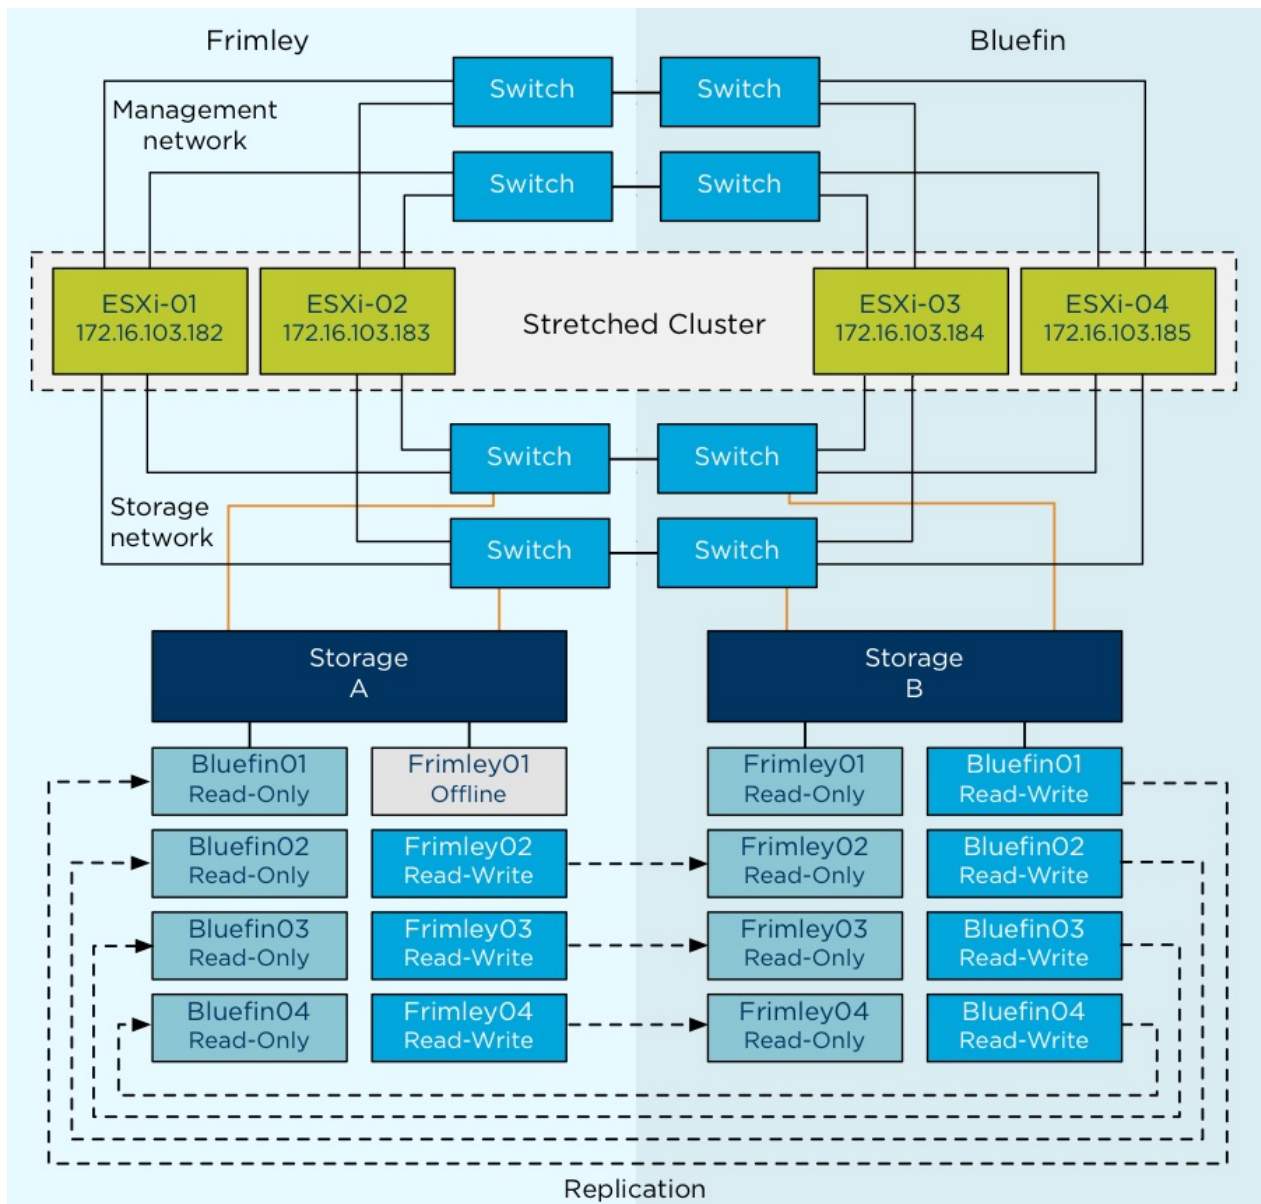 Frimley
Bluefin
Switch
Switch
Management
network
Switch
Switch
ESXi-01
172.16.103.182
ESXi-02
172.16.103.183
Stretched Cluster
ESXi-03
172.16.103.184
ESXi-04
172.16.103.185
Switch
Switch
Storage
network
Switch
Switch
Storage
A
Storage
B
Bluefin01
Read-Only
Frimley01
Offline
Frimley01
Read-Only
Bluefin01
Read-Write
Bluefin02
Read-Only
Frimley02
Read-Write
Frimley02
Read-Only
Bluefin02
Read-Write
Bluefin03
Read-Only
Frimley03
Read-Write
Frimley03
Read-Only
Bluefin03
Read-Write
Bluefin04
Read-Only
Frimley04
Read-Write
Frimley04
Read-Only
Bluefin04
Read-Write
Replication